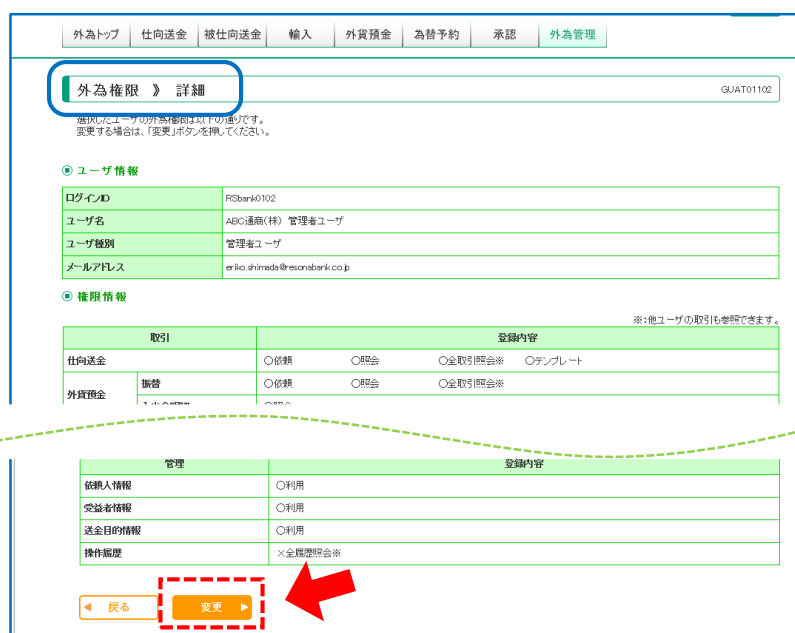 外為トップ 仕向送金 被仕向送金 輸入 外貨預金 為替予約 承認 外為管理
外為権限 》 詳細 GUAT01102
選択したユーザの外為権限は以下の通りです。
変更する場合は、「変更」ボタンを押してください。
ユーザ情報
ログインID RSbank0102
ユーザ名 ABC通商(株) 管理者ユーザ
ユーザ種別 管理者ユーザ
メールアドレス eriko.shimada@resonabank.co.jp
権限情報
※:他ユーザの取引も参照できます。
取引 登録内容
仕向送金 ○依頼 ○照会 ○全取引照会※ ○テンプレート
外貨預金 振替 ○依頼 ○照会 ○全取引照会※
管理 登録内容
依頼人情報 ○利用
受益者情報 ○利用
送金目的情報 ○利用
操作履歴 ×全履歴照会※
戻る 変更